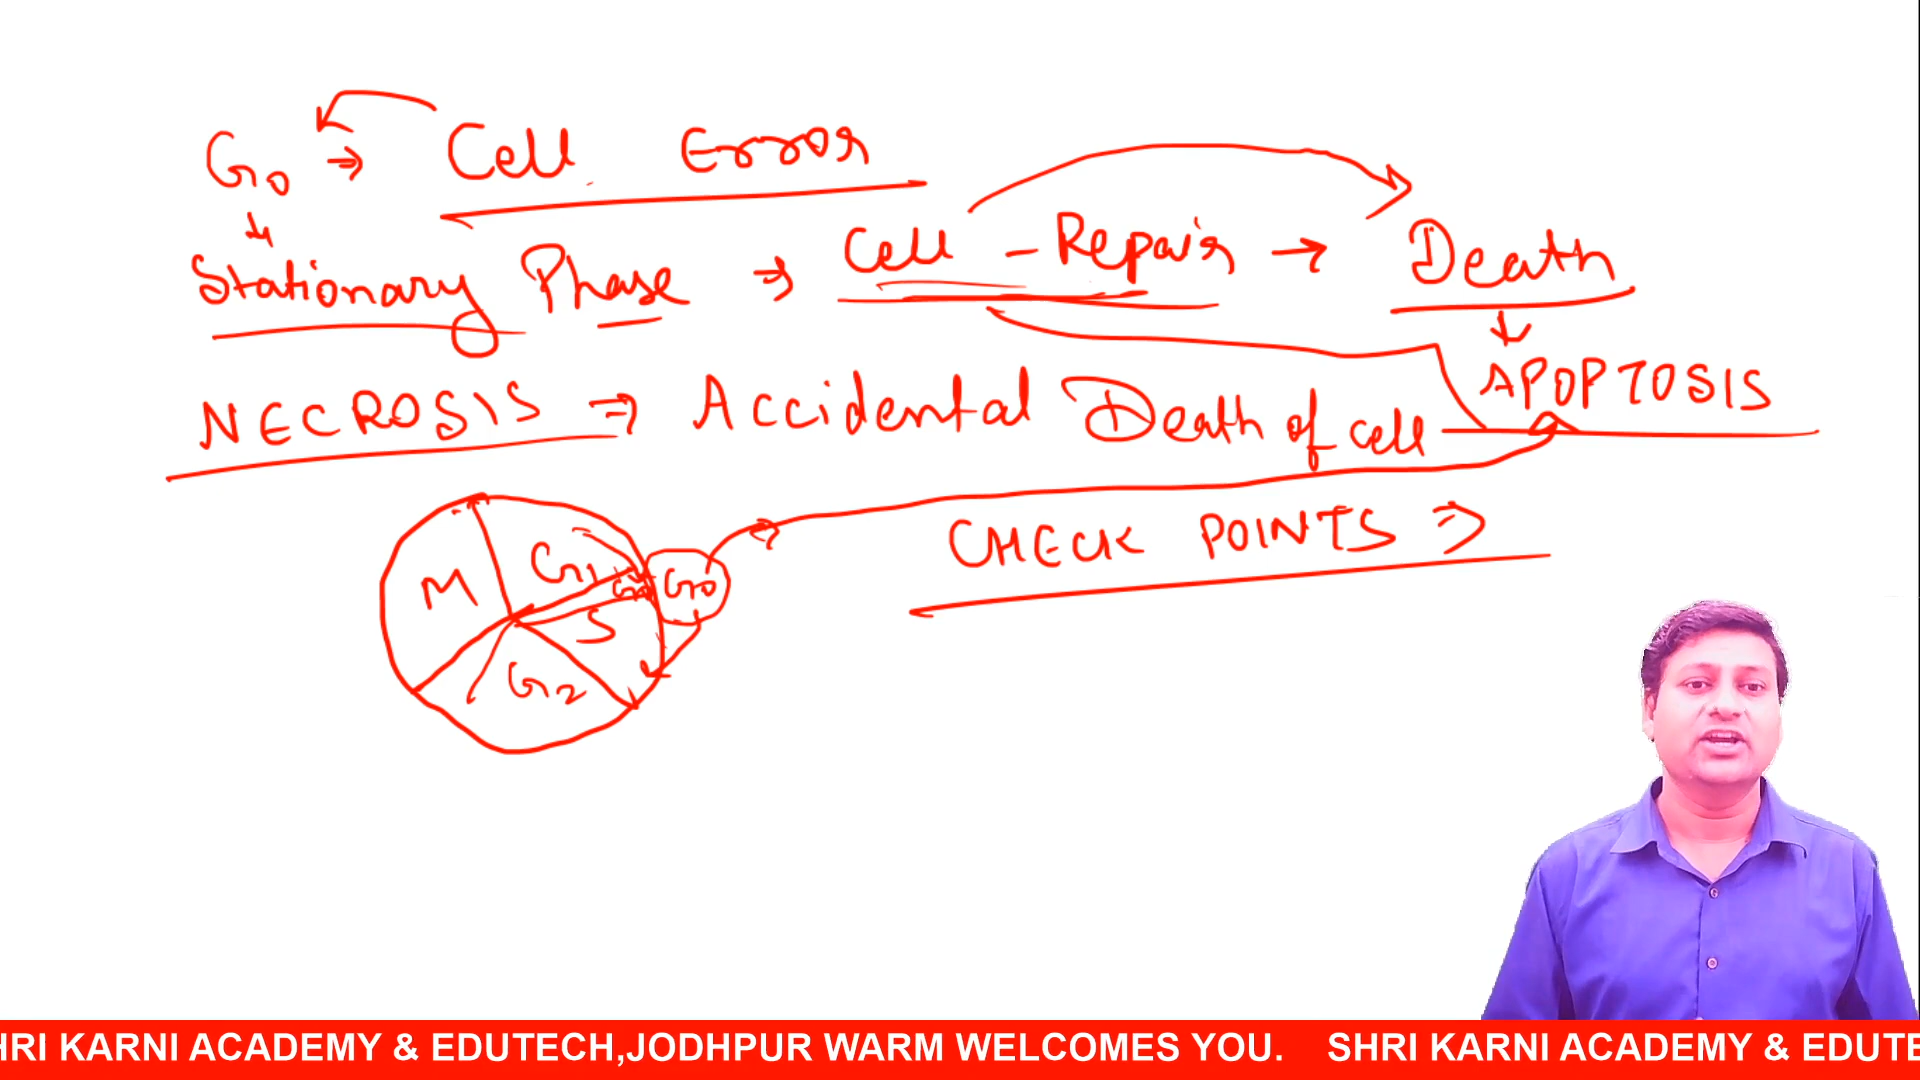 G0 → Cell Error
↓
Stationary Phase → Cell - Repair → Death
↓
APOPTOSIS
NECROSIS ⇒ Accidental Death of cell
CHECK POINTS ⇒
M G1 G0 G0
S
G2
HRI KARNI ACADEMY & EDUTECH,JODHPUR WARM WELCOMES YOU. SHRI KARNI ACADEMY & EDUTE